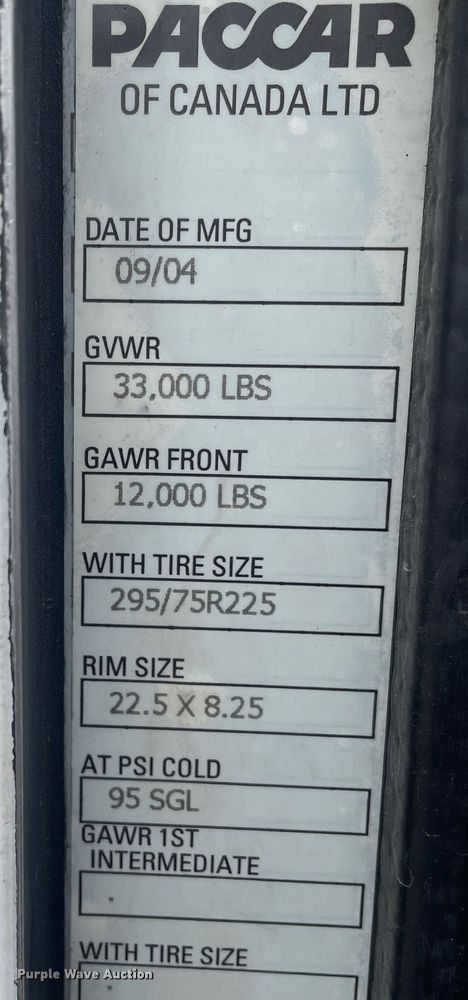 PACCAR
OF CANADA LTD
DATE OF MFG
09/04
GVWR
33,000 LBS
GAWR FRONT
12,000 LBS
WITH TIRE SIZE
295/75R225
RIM SIZE
22.5 X 8.25
AT PSI COLD
95 SGL
GAWR 1ST
INTERMEDIATE
.
WITH TIRE SIZE
.
Purple Wave Auction